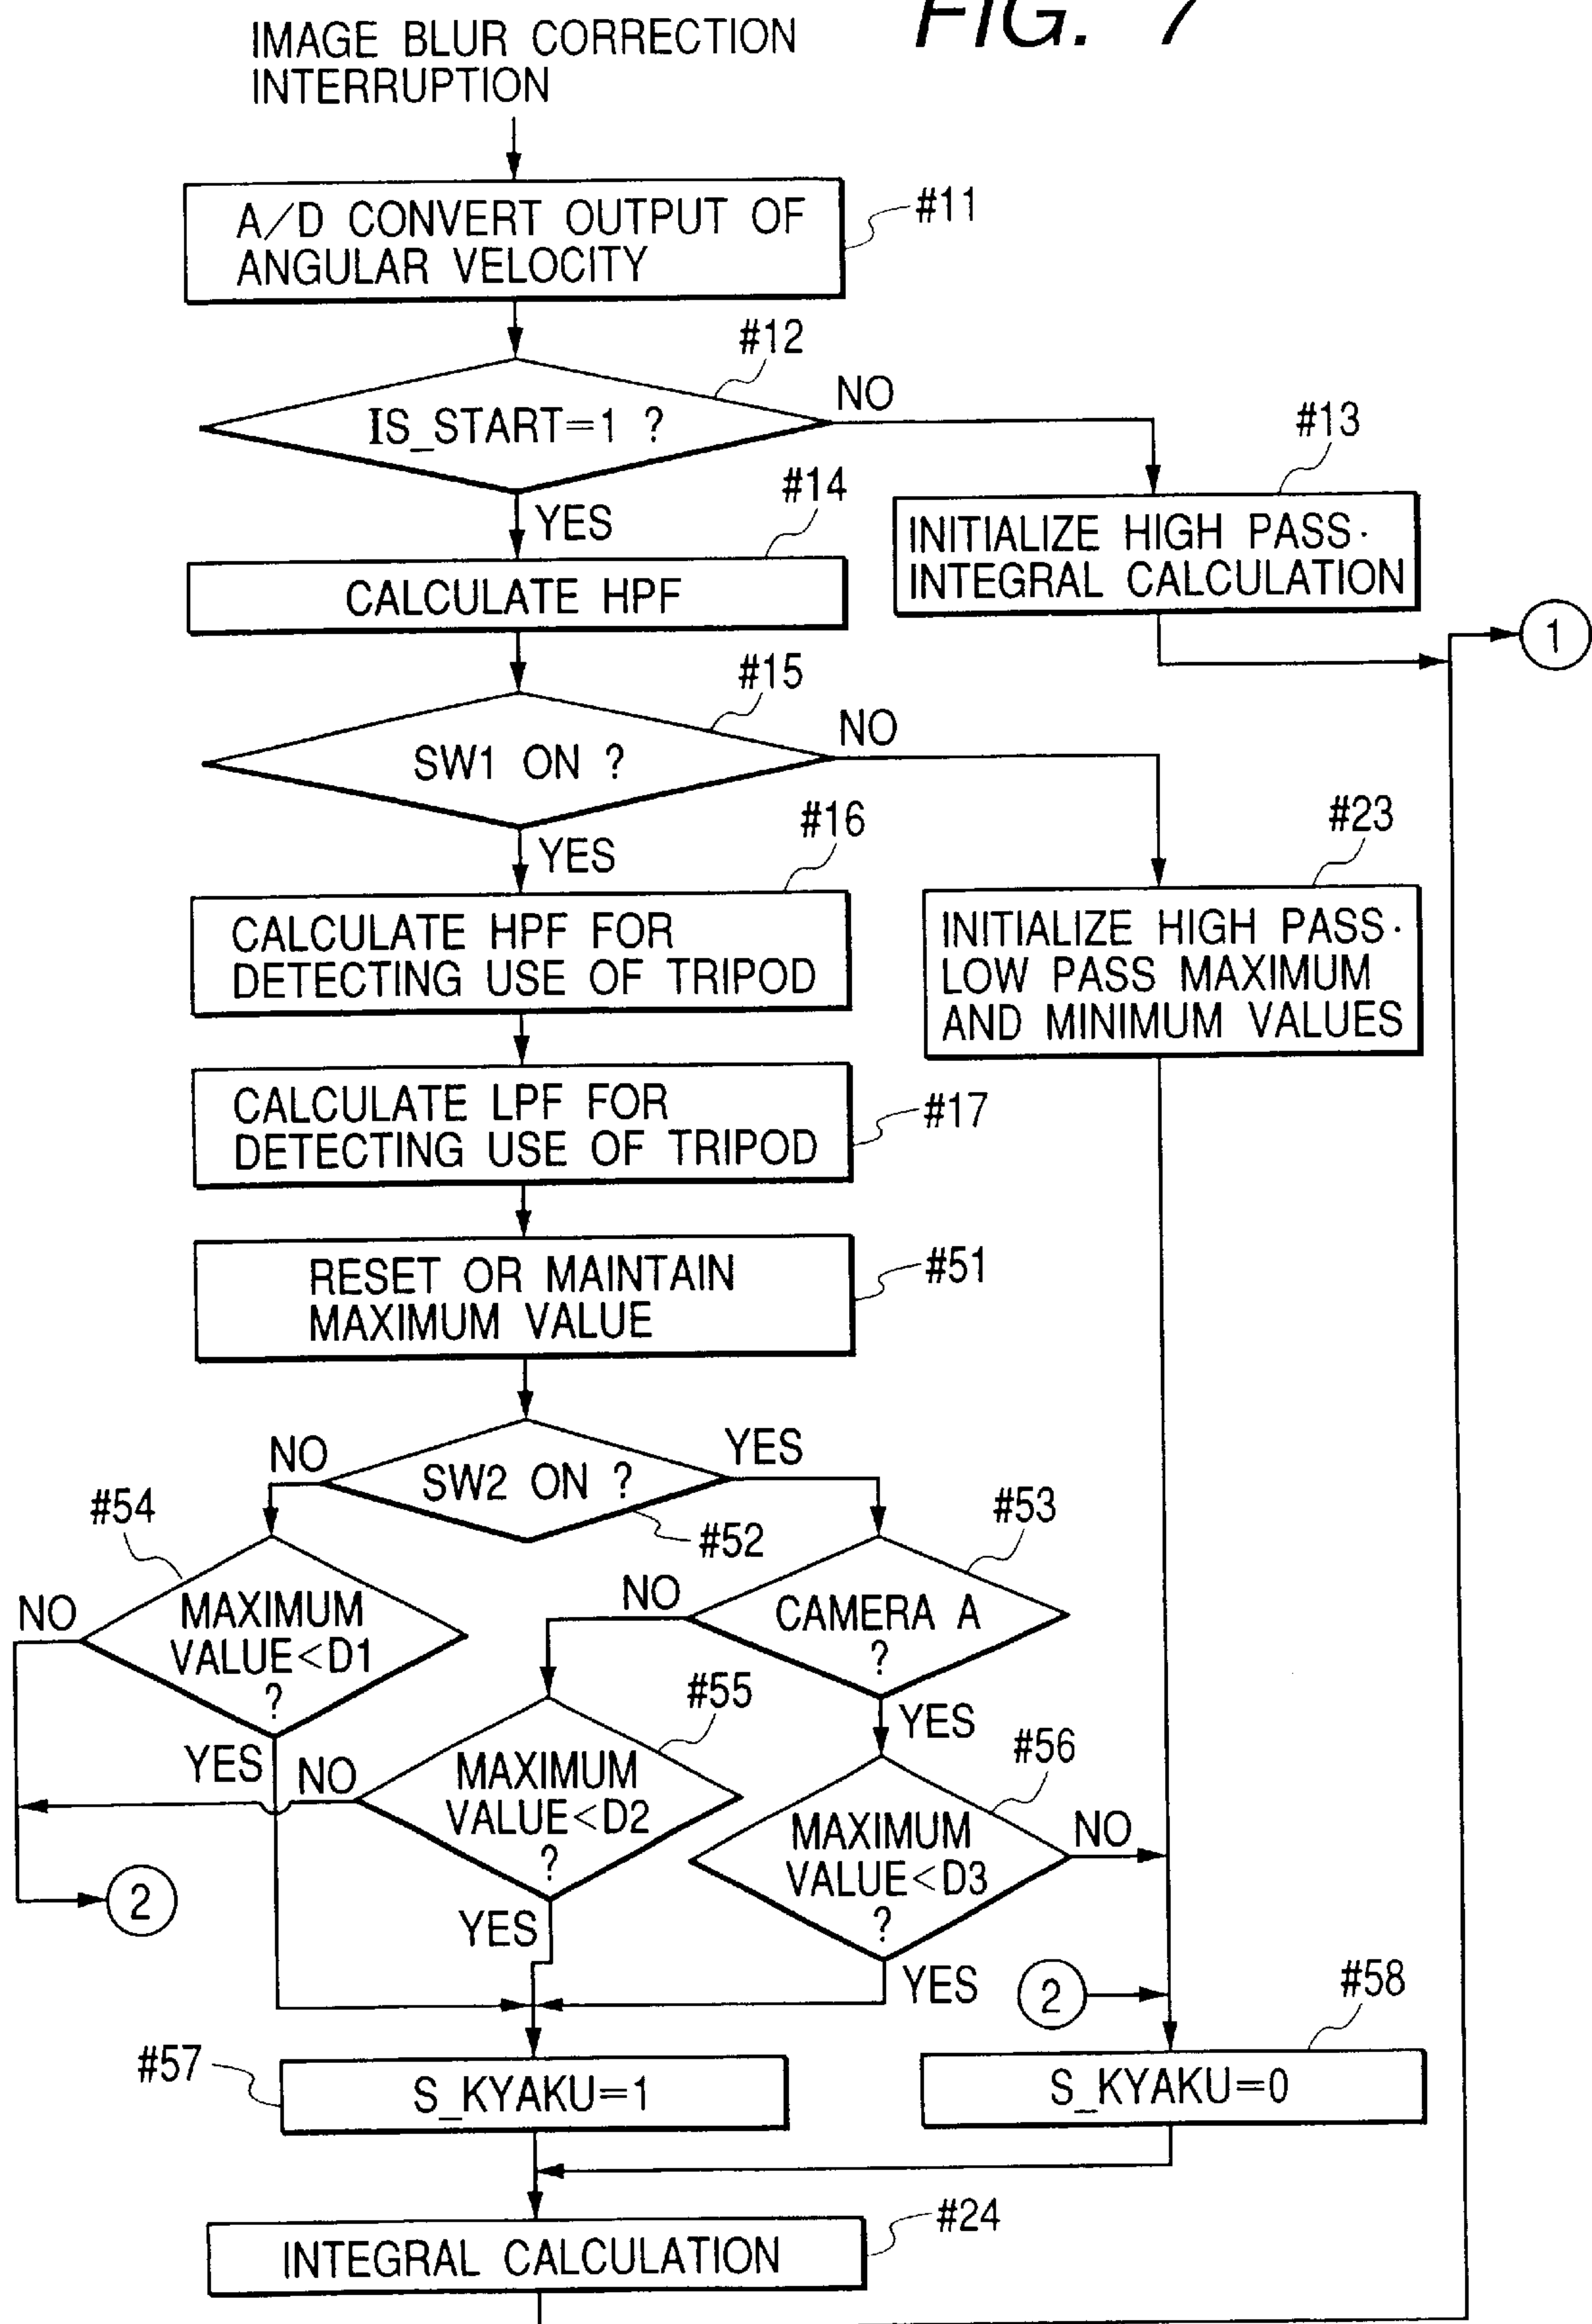 FIG. 7
IMAGE BLUR CORRECTION
INTERRUPTION
A/D CONVERT OUTPUT OF
ANGULAR VELOCITY
#11
#12
IS_START=1 ?
NO
YES
#13
INITIALIZE HIGH PASS·
INTEGRAL CALCULATION
#14
CALCULATE HPF
1
#15
SW1 ON ?
NO
YES
#16
CALCULATE HPF FOR
DETECTING USE OF TRIPOD
#23
INITIALIZE HIGH PASS·
LOW PASS MAXIMUM
AND MINIMUM VALUES
CALCULATE LPF FOR
DETECTING USE OF TRIPOD
#17
RESET OR MAINTAIN
MAXIMUM VALUE
#51
NO
SW2 ON ?
YES
#52
#54
NO
MAXIMUM
VALUE<D1
?
YES
#53
NO
CAMERA A
?
YES
#55
NO
MAXIMUM
VALUE<D2
?
YES
#56
MAXIMUM
VALUE<D3
?
NO
YES
2
2
#57
S_KYAKU=1
#58
S_KYAKU=0
#24
INTEGRAL CALCULATION